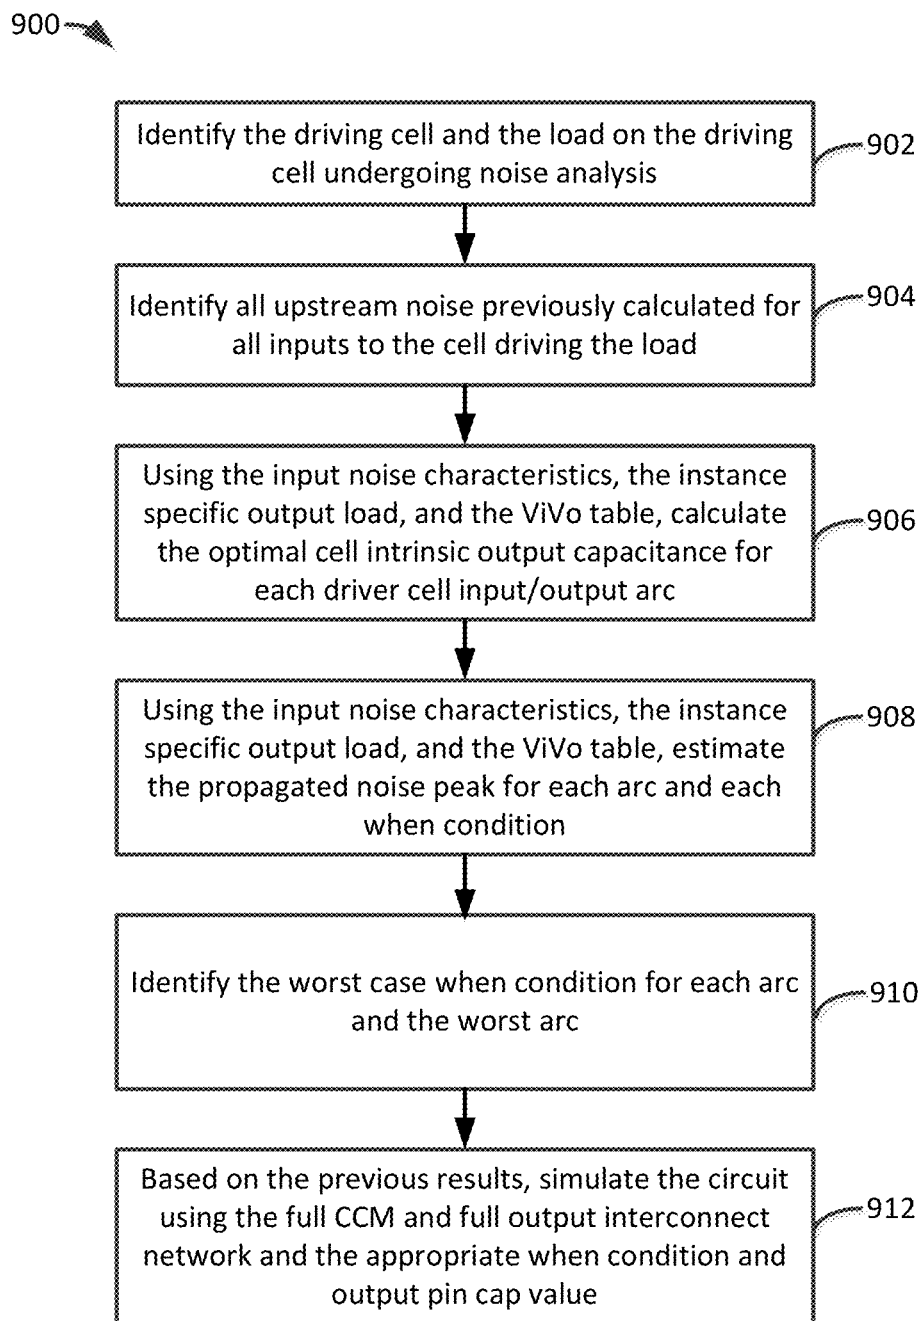 900
Identify the driving cell and the load on the driving
cell undergoing noise analysis
902
Identify all upstream noise previously calculated for
all inputs to the cell driving the load
904
Using the input noise characteristics, the instance
specific output load, and the ViVo table, calculate
the optimal cell intrinsic output capacitance for
each driver cell input/output arc
906
Using the input noise characteristics, the instance
specific output load, and the ViVo table, estimate
the propagated noise peak for each arc and each
when condition
908
Identify the worst case when condition for each arc
and the worst arc
910
Based on the previous results, simulate the circuit
using the full CCM and full output interconnect
network and the appropriate when condition and
output pin cap value
912